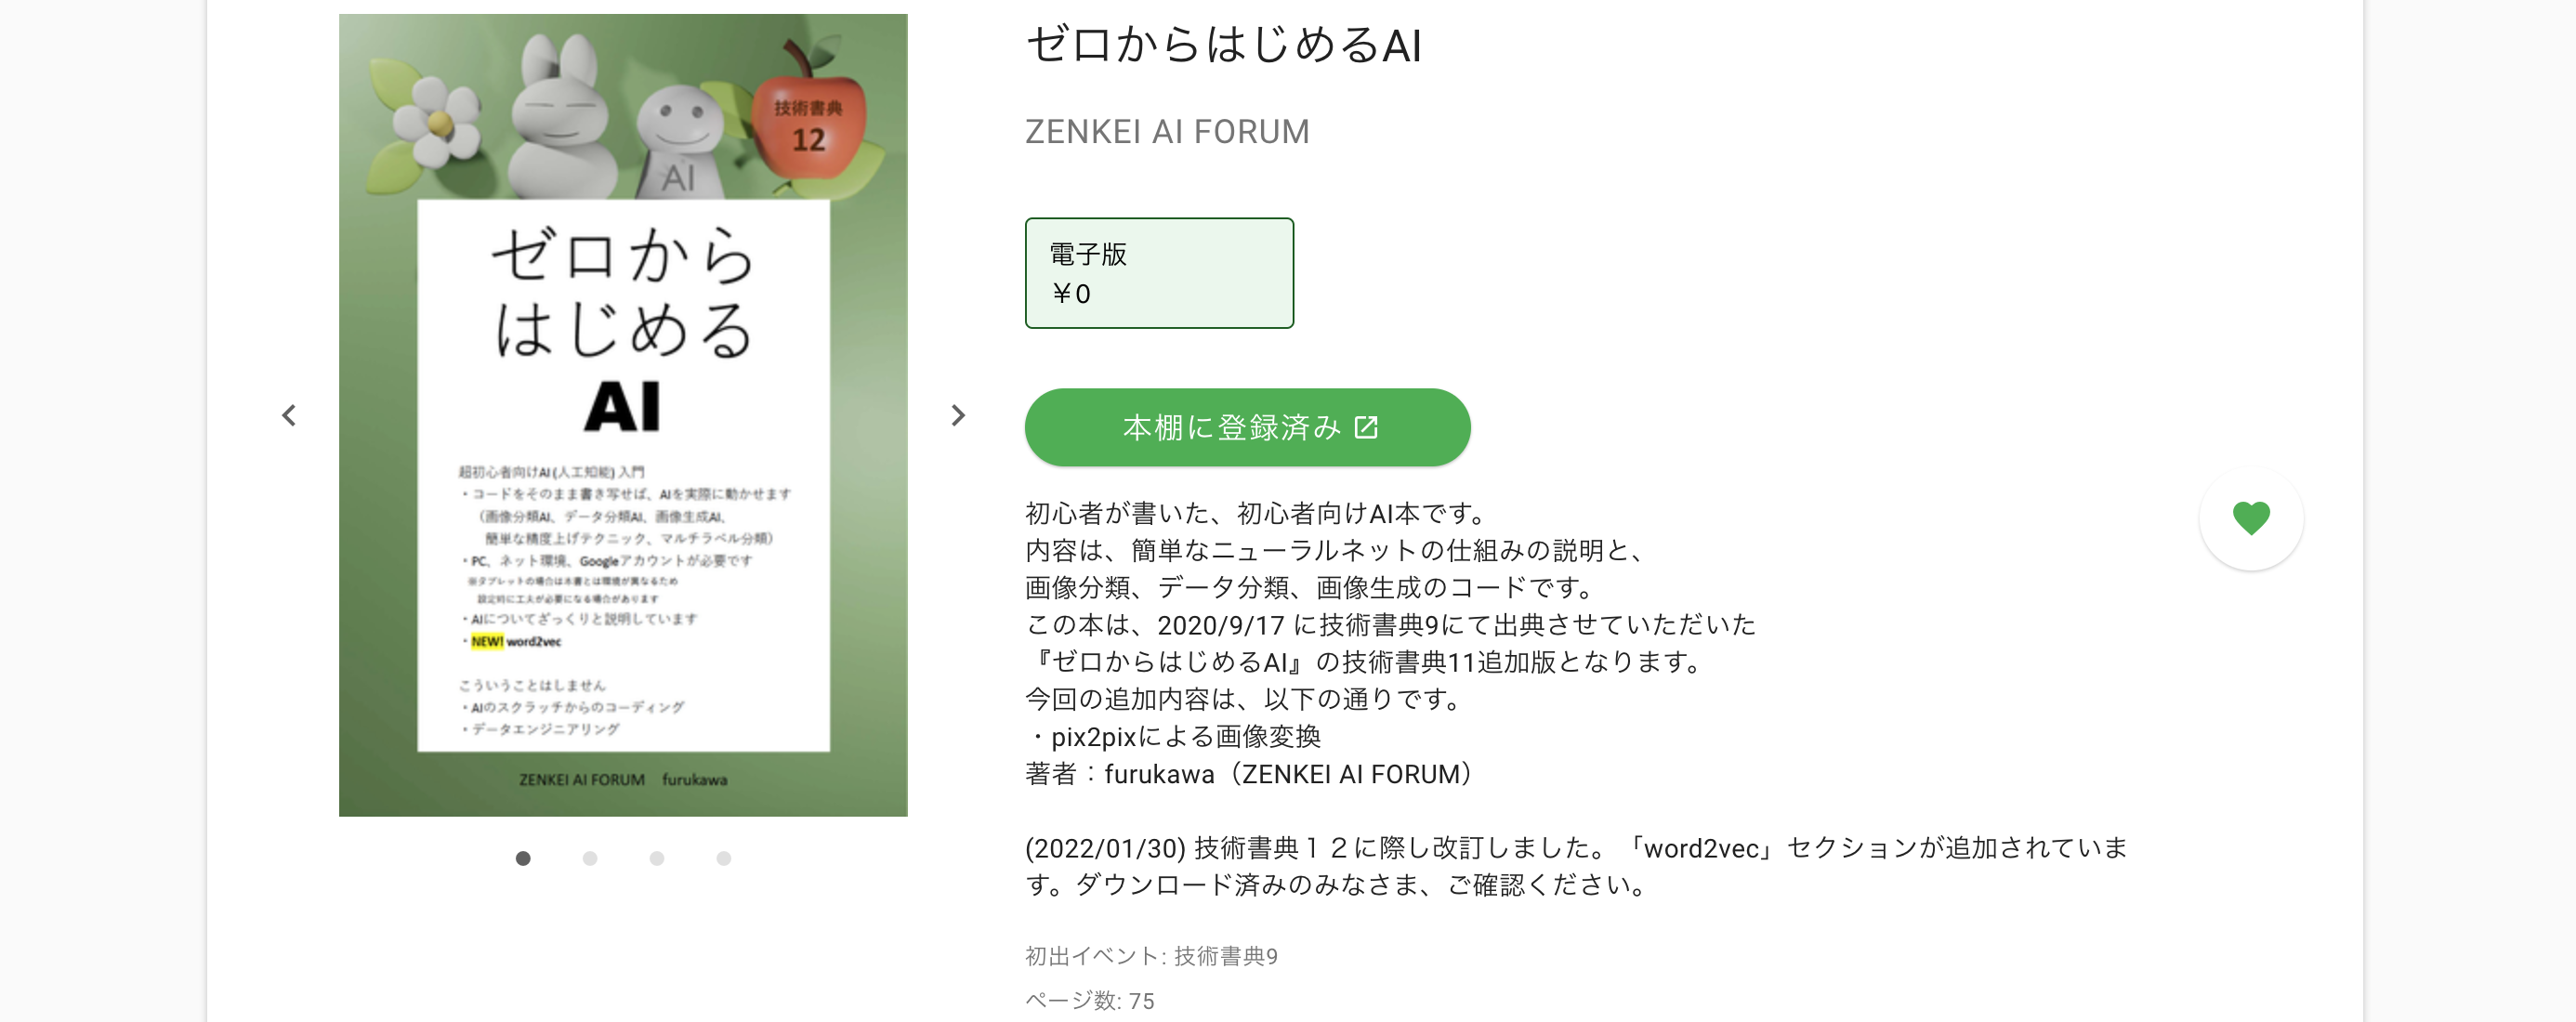 技術書典
12
AI
ゼロから
はじめる
AI
超初心者向けAI (人工知能) 入門
・コードをそのまま書き写せば、AIを実際に動かせます
（画像分類AI、データ分類AI、画像生成AI、
簡単な精度上げテクニック、マルチラベル分類）
・PC、ネット環境、Googleアカウントが必要です
※タブレットの場合は本書とは環境が異なるため
設定時に工夫が必要になる場合があります
・AIについてざっくりと説明しています
・NEW! word2vec
こういうことはしません
・AIのスクラッチからのコーディング
・データエンジニアリング
ZENKEI AI FORUM furukawa
ゼロからはじめるAI
ZENKEI AI FORUM
電子版
￥0
本棚に登録済み
初心者が書いた、初心者向けAI本です。
内容は、簡単なニューラルネットの仕組みの説明と、
画像分類、データ分類、画像生成のコードです。
この本は、2020/9/17 に技術書典9にて出典させていただいた
『ゼロからはじめるAI』の技術書典11追加版となります。
今回の追加内容は、以下の通りです。
・pix2pixによる画像変換
著者：furukawa（ZENKEI AI FORUM）
(2022/01/30) 技術書典１２に際し改訂しました。「word2vec」セクションが追加されていま
す。ダウンロード済みのみなさま、ご確認ください。
初出イベント: 技術書典9
ページ数: 75